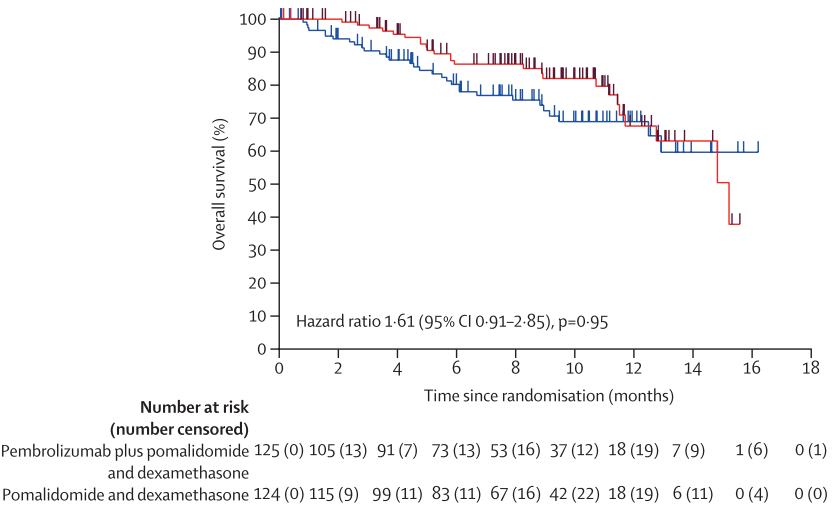 100
90
80
70
60
50
40
30
20
10
0
Overall survival (%)
Hazard ratio 1·61 (95% CI 0·91–2·85), p=0·95
0 2 4 6 8 10 12 14 16 18
Time since randomisation (months)
Number at risk
(number censored)
Pembrolizumab plus pomalidomide 125 (0) 105 (13) 91 (7) 73 (13) 53 (16) 37 (12) 18 (19) 7 (9) 1 (6) 0 (1)
and dexamethasone
Pomalidomide and dexamethasone 124 (0) 115 (9) 99 (11) 83 (11) 67 (16) 42 (22) 18 (19) 6 (11) 0 (4) 0 (0)